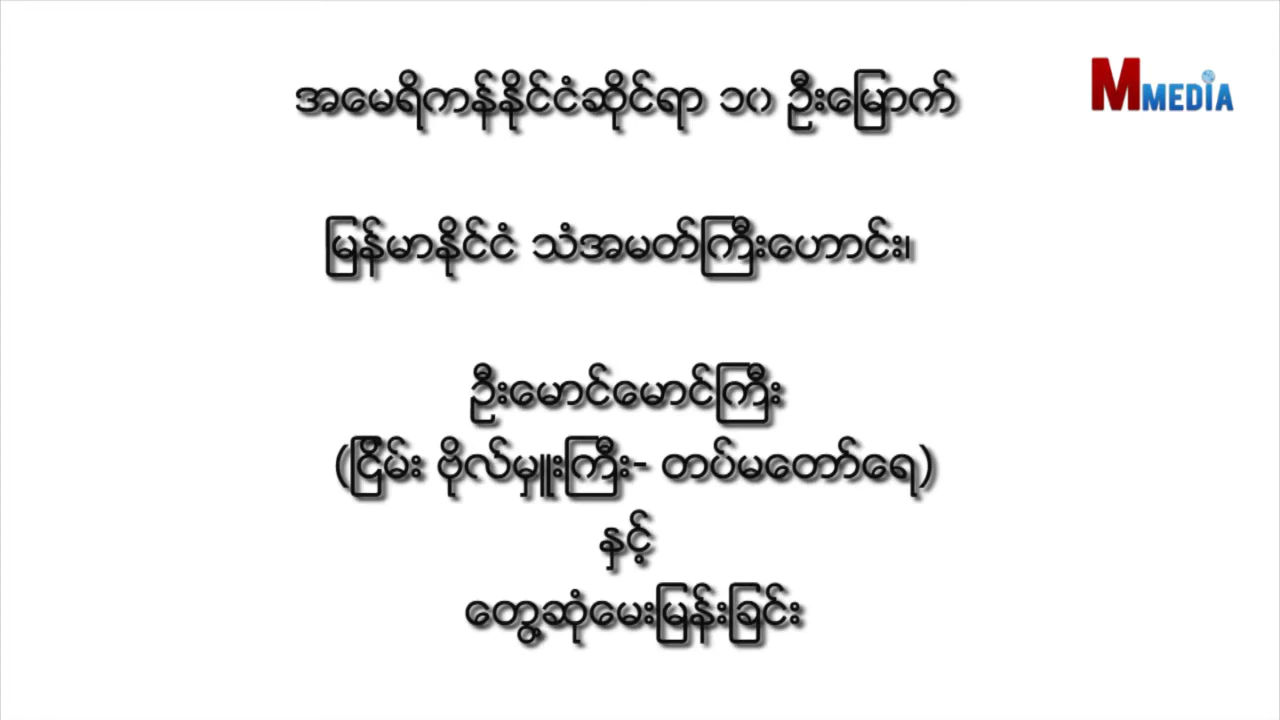 အမေရိကန်နိုင်ငံဆိုင်ရာ ၁၀ ဦးမြောက်
MMEDIA
မြန်မာနိုင်ငံ သံအမတ်ကြီးဟောင်း၊
ဦးမောင်မောင်ကြီး
(ငြိမ်း ဗိုလ်မှူးကြီး- တပ်မတော်ရေ)
နှင့်
တွေ့ဆုံမေးမြန်းခြင်း